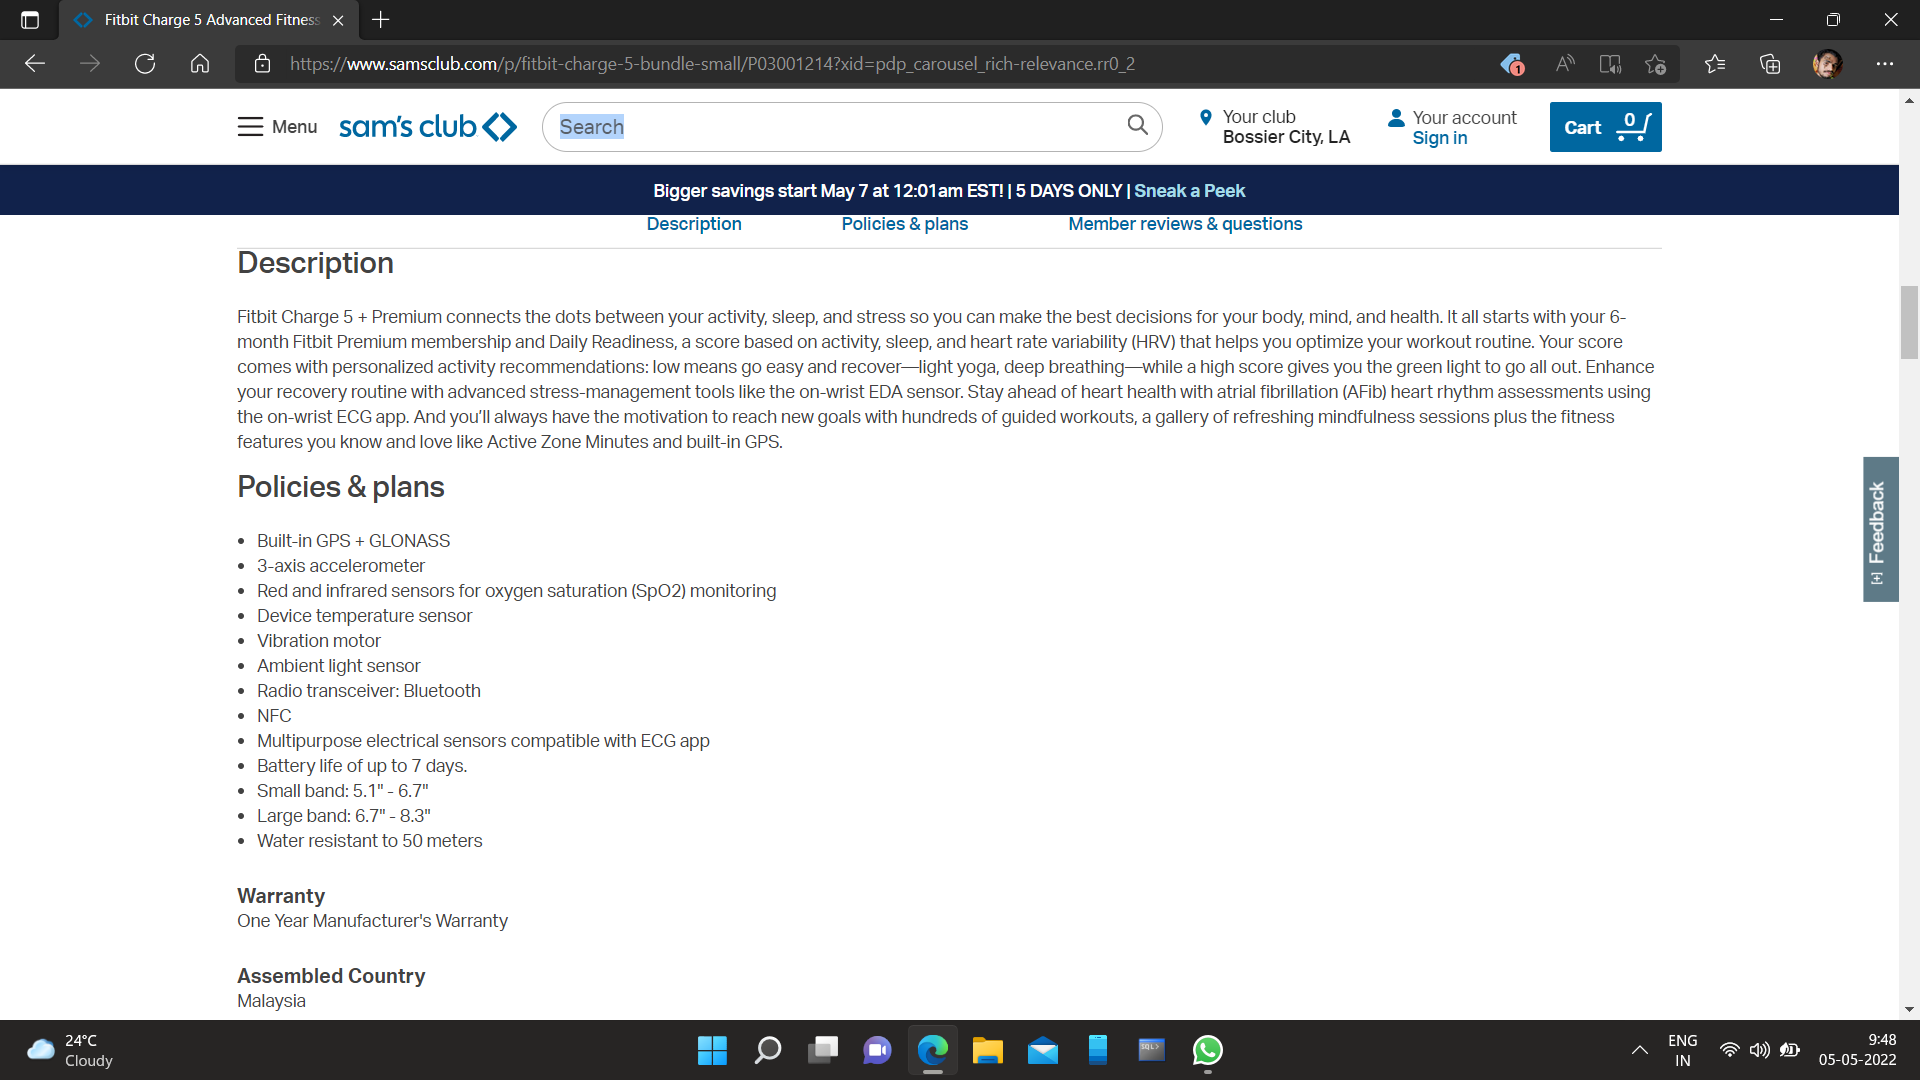 Fitbit Charge 5 Advanced Fitness
https://www.samsclub.com/p/fitbit-charge-5-bundle-small/P03001214?xid=pdp_carousel_rich-relevance.rr0_2
1
Menu
sam's club
Search
Your club
Bossier City, LA
Your account
Sign in
Cart
0
Bigger savings start May 7 at 12:01am EST! | 5 DAYS ONLY | Sneak a Peek
Description
Policies & plans
Member reviews & questions
Description
Fitbit Charge 5 + Premium connects the dots between your activity, sleep, and stress so you can make the best decisions for your body, mind, and health. It all starts with your 6-
month Fitbit Premium membership and Daily Readiness, a score based on activity, sleep, and heart rate variability (HRV) that helps you optimize your workout routine. Your score
comes with personalized activity recommendations: low means go easy and recover—light yoga, deep breathing—while a high score gives you the green light to go all out. Enhance
your recovery routine with advanced stress-management tools like the on-wrist EDA sensor. Stay ahead of heart health with atrial fibrillation (AFib) heart rhythm assessments using
the on-wrist ECG app. And you'll always have the motivation to reach new goals with hundreds of guided workouts, a gallery of refreshing mindfulness sessions plus the fitness
features you know and love like Active Zone Minutes and built-in GPS.
Policies & plans
• Built-in GPS + GLONASS
• 3-axis accelerometer
• Red and infrared sensors for oxygen saturation (SpO2) monitoring
• Device temperature sensor
• Vibration motor
• Ambient light sensor
• Radio transceiver: Bluetooth
• NFC
• Multipurpose electrical sensors compatible with ECG app
• Battery life of up to 7 days.
• Small band: 5.1" - 6.7"
• Large band: 6.7" - 8.3"
• Water resistant to 50 meters
Warranty
One Year Manufacturer's Warranty
Assembled Country
Malaysia
[+] Feedback
24°C
Cloudy
SQL>
ENG
IN
9:48
05-05-2022